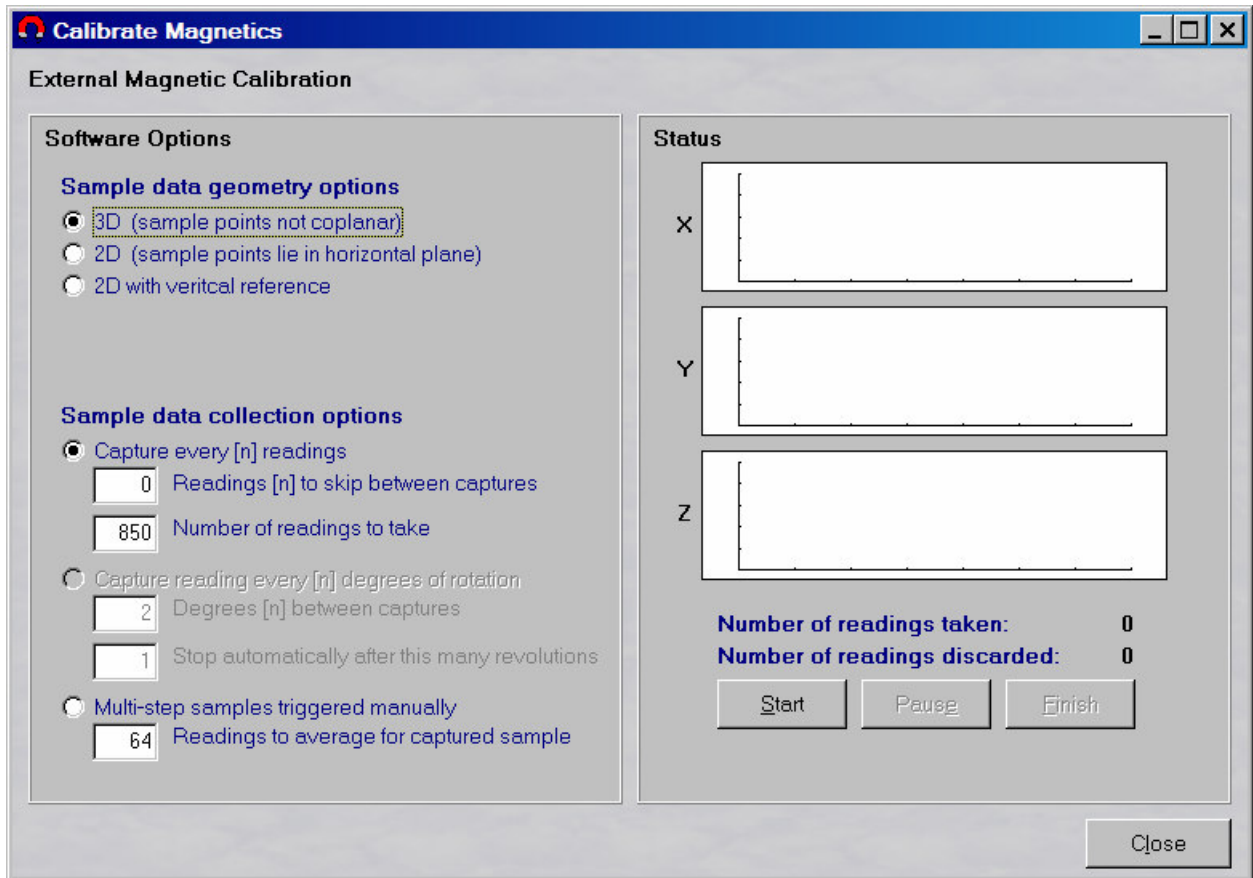 Calibrate Magnetics
External Magnetic Calibration
Software Options
Sample data geometry options
3D (sample points not coplanar)
2D (sample points lie in horizontal plane)
2D with veritcal reference
Sample data collection options
Capture every [n] readings
0 Readings [n] to skip between captures
850 Number of readings to take
Capture reading every [n] degrees of rotation
2 Degrees [n] between captures
1 Stop automatically after this many revolutions
Multi-step samples triggered manually
64 Readings to average for captured sample
Status
X
Y
Z
Number of readings taken: 0
Number of readings discarded: 0
Start Pause Finish
Close